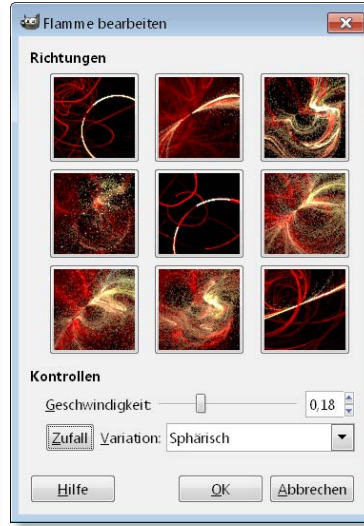 Flamme bearbeiten
Richtungen
Kontrollen
Geschwindigkeit: 0,18
Zufall Variation: Sphärisch
Hilfe OK Abbrechen